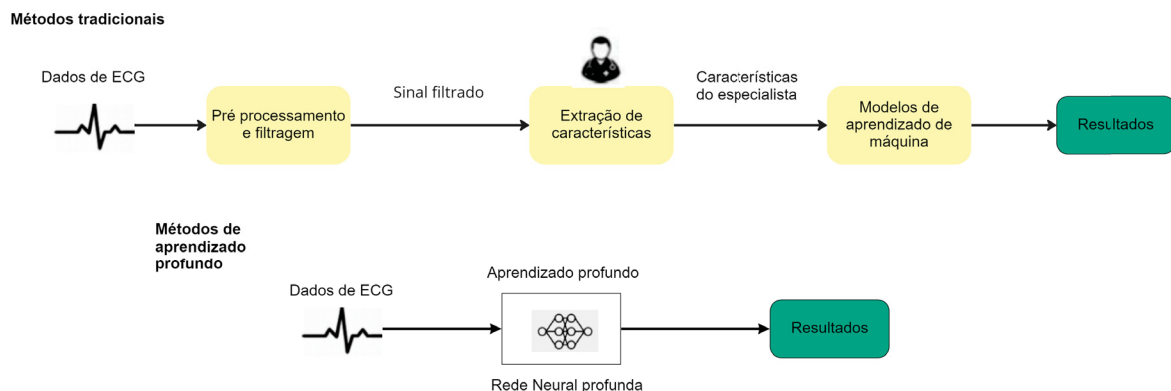 Métodos tradicionais
Dados de ECG
Pré processamento
e filtragem
Sinal filtrado
Extração de
características
Características
do especialista
Modelos de
aprendizado de
máquina
Resultados
Métodos de
aprendizado
profundo
Dados de ECG
Aprendizado profundo
Rede Neural profunda
Resultados